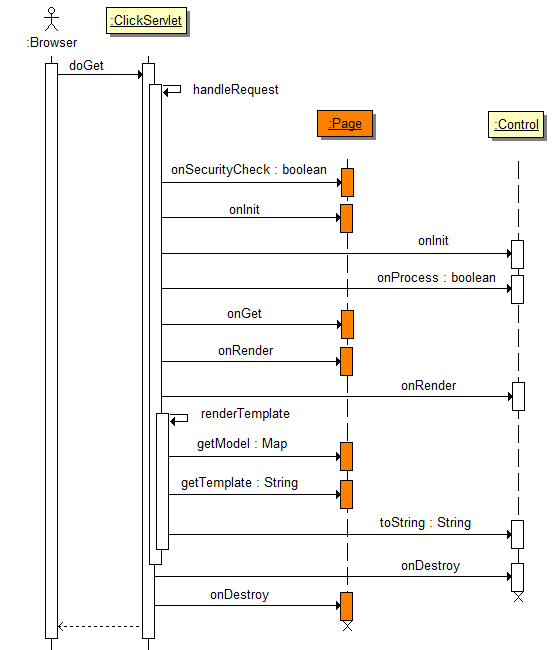 :ClickServlet
:Browser
doGet
handleRequest
:Page
:Control
onSecurityCheck : boolean
onInit
onInit
onProcess : boolean
onGet
onRender
onRender
renderTemplate
getModel : Map
getTemplate : String
toString : String
onDestroy
onDestroy